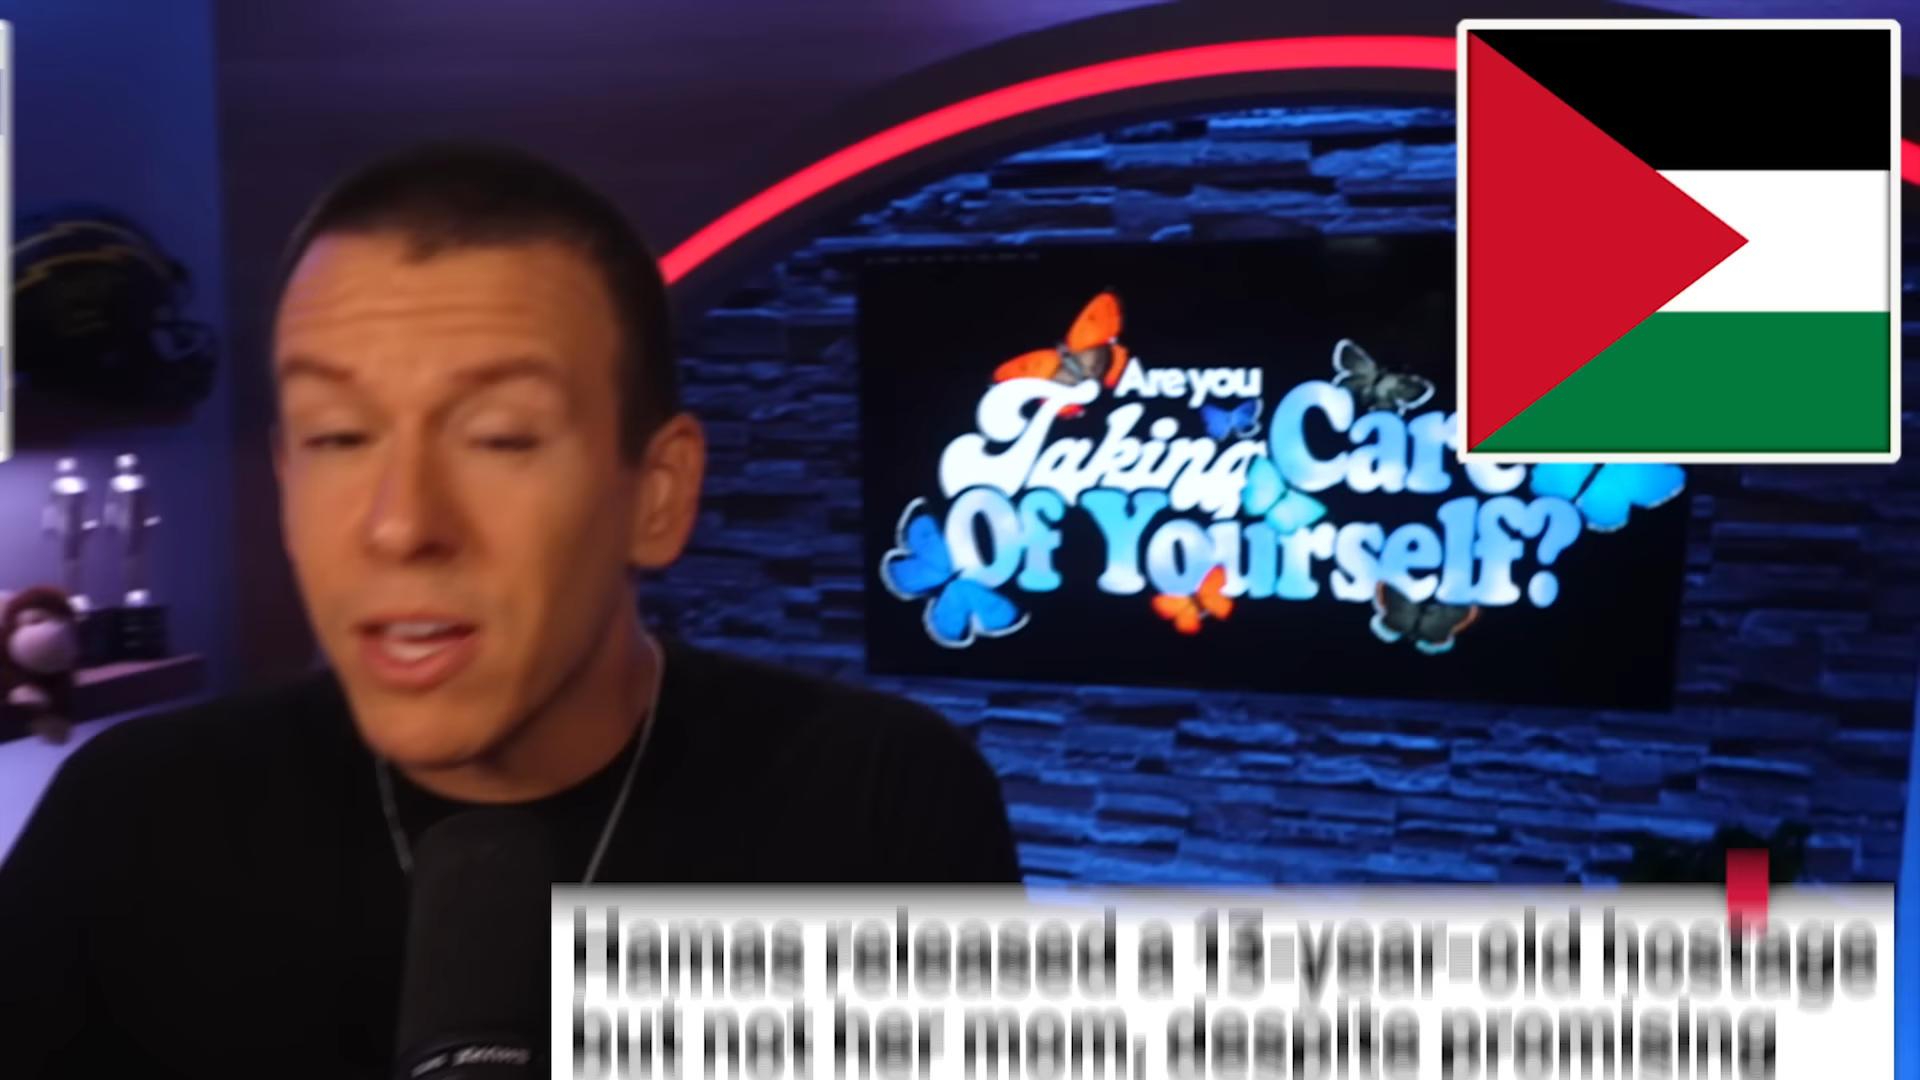 Are you
Taking Care
Of Yourself?
Hamas released a 13-year-old hostage
but not her mom, despite promising